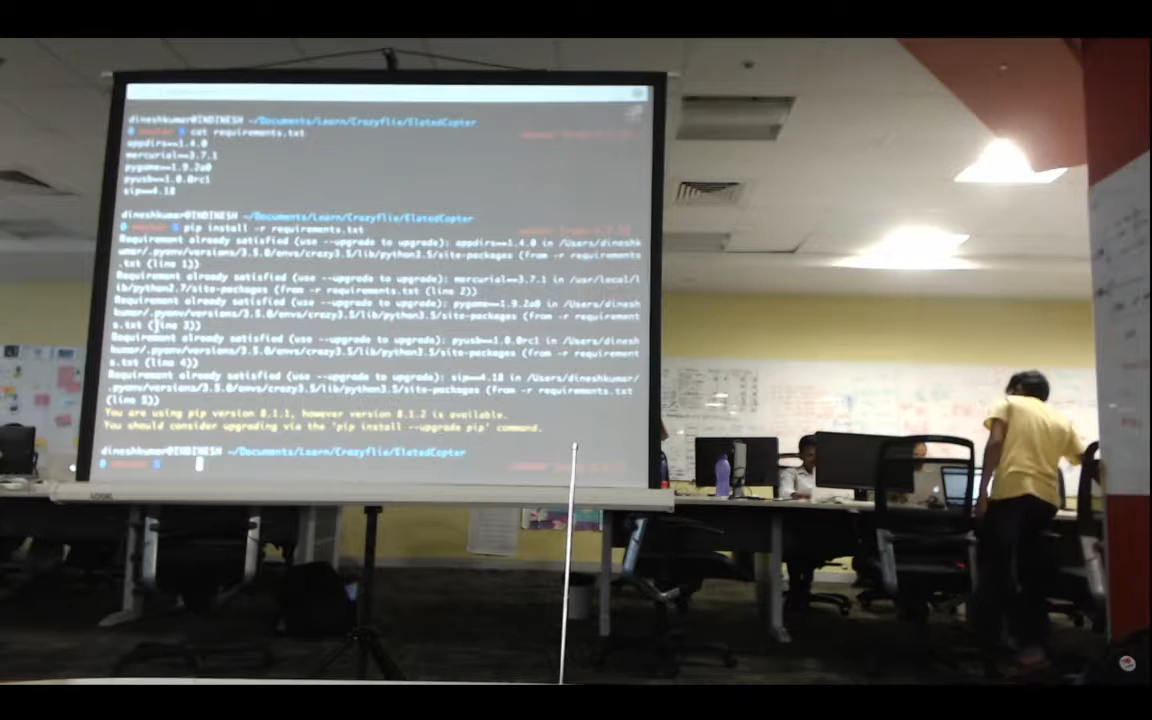 dineshkumar@INDINESH ~/Documents/Learn/Crazyflie/ElatedCopter
0 master $ cat requirements.txt
appdirs==1.4.0
mercurial==3.7.1
pygame==1.9.2a0
pyusb==1.0.0rc1
sip==4.18
dineshkumar@INDINESH ~/Documents/Learn/Crazyflie/ElatedCopter
0 master $ pip install -r requirements.txt
Requirement already satisfied (use --upgrade to upgrade): appdirs==1.4.0 in /Users/dineshk
umar/.pyenv/versions/3.5.0/envs/crazy3.5/lib/python3.5/site-packages (from -r requirements
.txt (line 1))
Requirement already satisfied (use --upgrade to upgrade): mercurial==3.7.1 in /usr/local/l
ib/python2.7/site-packages (from -r requirements.txt (line 2))
Requirement already satisfied (use --upgrade to upgrade): pygame==1.9.2a0 in /Users/dinesh
kumar/.pyenv/versions/3.5.0/envs/crazy3.5/lib/python3.5/site-packages (from -r requirement
s.txt (line 3))
Requirement already satisfied (use --upgrade to upgrade): pyusb==1.0.0rc1 in /Users/dinesh
kumar/.pyenv/versions/3.5.0/envs/crazy3.5/lib/python3.5/site-packages (from -r requirement
s.txt (line 4))
Requirement already satisfied (use --upgrade to upgrade): sip==4.18 in /Users/dineshkumar/
.pyenv/versions/3.5.0/envs/crazy3.5/lib/python3.5/site-packages (from -r requirements.txt
(line 5))
You are using pip version 8.1.1, however version 8.1.2 is available.
You should consider upgrading via the 'pip install --upgrade pip' command.
dineshkumar@INDINESH ~/Documents/Learn/Crazyflie/ElatedCopter
0 master $